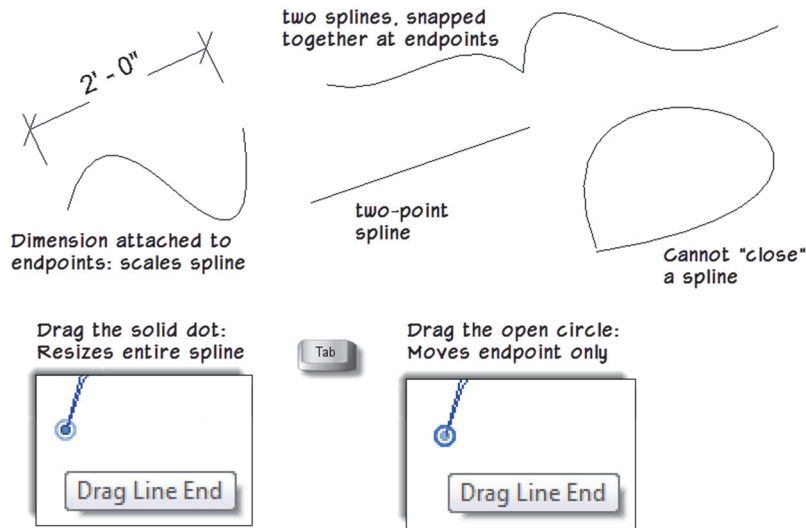 two splines, snapped
together at endpoints
2' - 0"
Dimension attached to
endpoints: scales spline
two-point
spline
Cannot "close"
a spline
Drag the solid dot:
Resizes entire spline
Tab
Drag the open circle:
Moves endpoint only
Drag Line End
Drag Line End